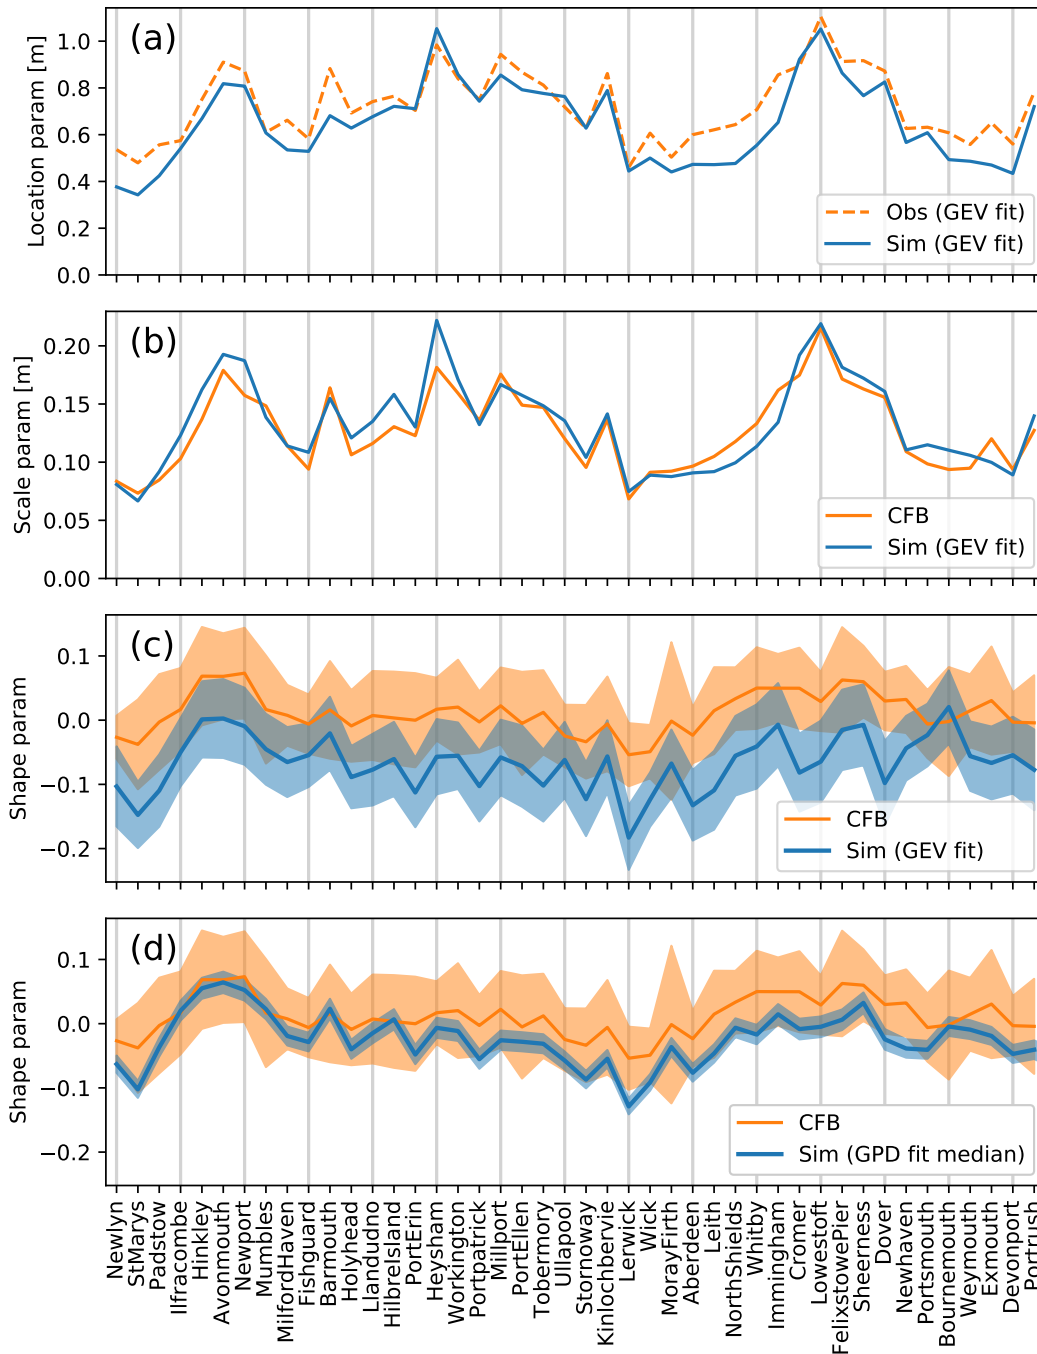 (a)
Location param [m]
1.0
0.8
0.6
0.4
0.2
0.0
Obs (GEV fit)
Sim (GEV fit)
(b)
Scale param [m]
0.20
0.15
0.10
0.05
0.00
CFB
Sim (GEV fit)
(c)
Shape param
0.1
0.0
−0.1
−0.2
CFB
Sim (GEV fit)
(d)
Shape param
0.1
0.0
−0.1
−0.2
CFB
Sim (GPD fit median)
Newlyn
StMarys
Padstow
Ilfracombe
Hinkley
Avonmouth
Newport
Mumbles
MilfordHaven
Fishguard
Barmouth
Holyhead
Llandudno
HilbreIsland
PortErin
Heysham
Workington
Portpatrick
Millport
PortEllen
Tobermory
Ullapool
Stornoway
Kinlochbervie
Lerwick
Wick
MorayFirth
Aberdeen
Leith
NorthShields
Whitby
Immingham
Cromer
Lowestoft
FelixstowePier
Sheerness
Dover
Newhaven
Portsmouth
Bournemouth
Weymouth
Exmouth
Devonport
Portrush